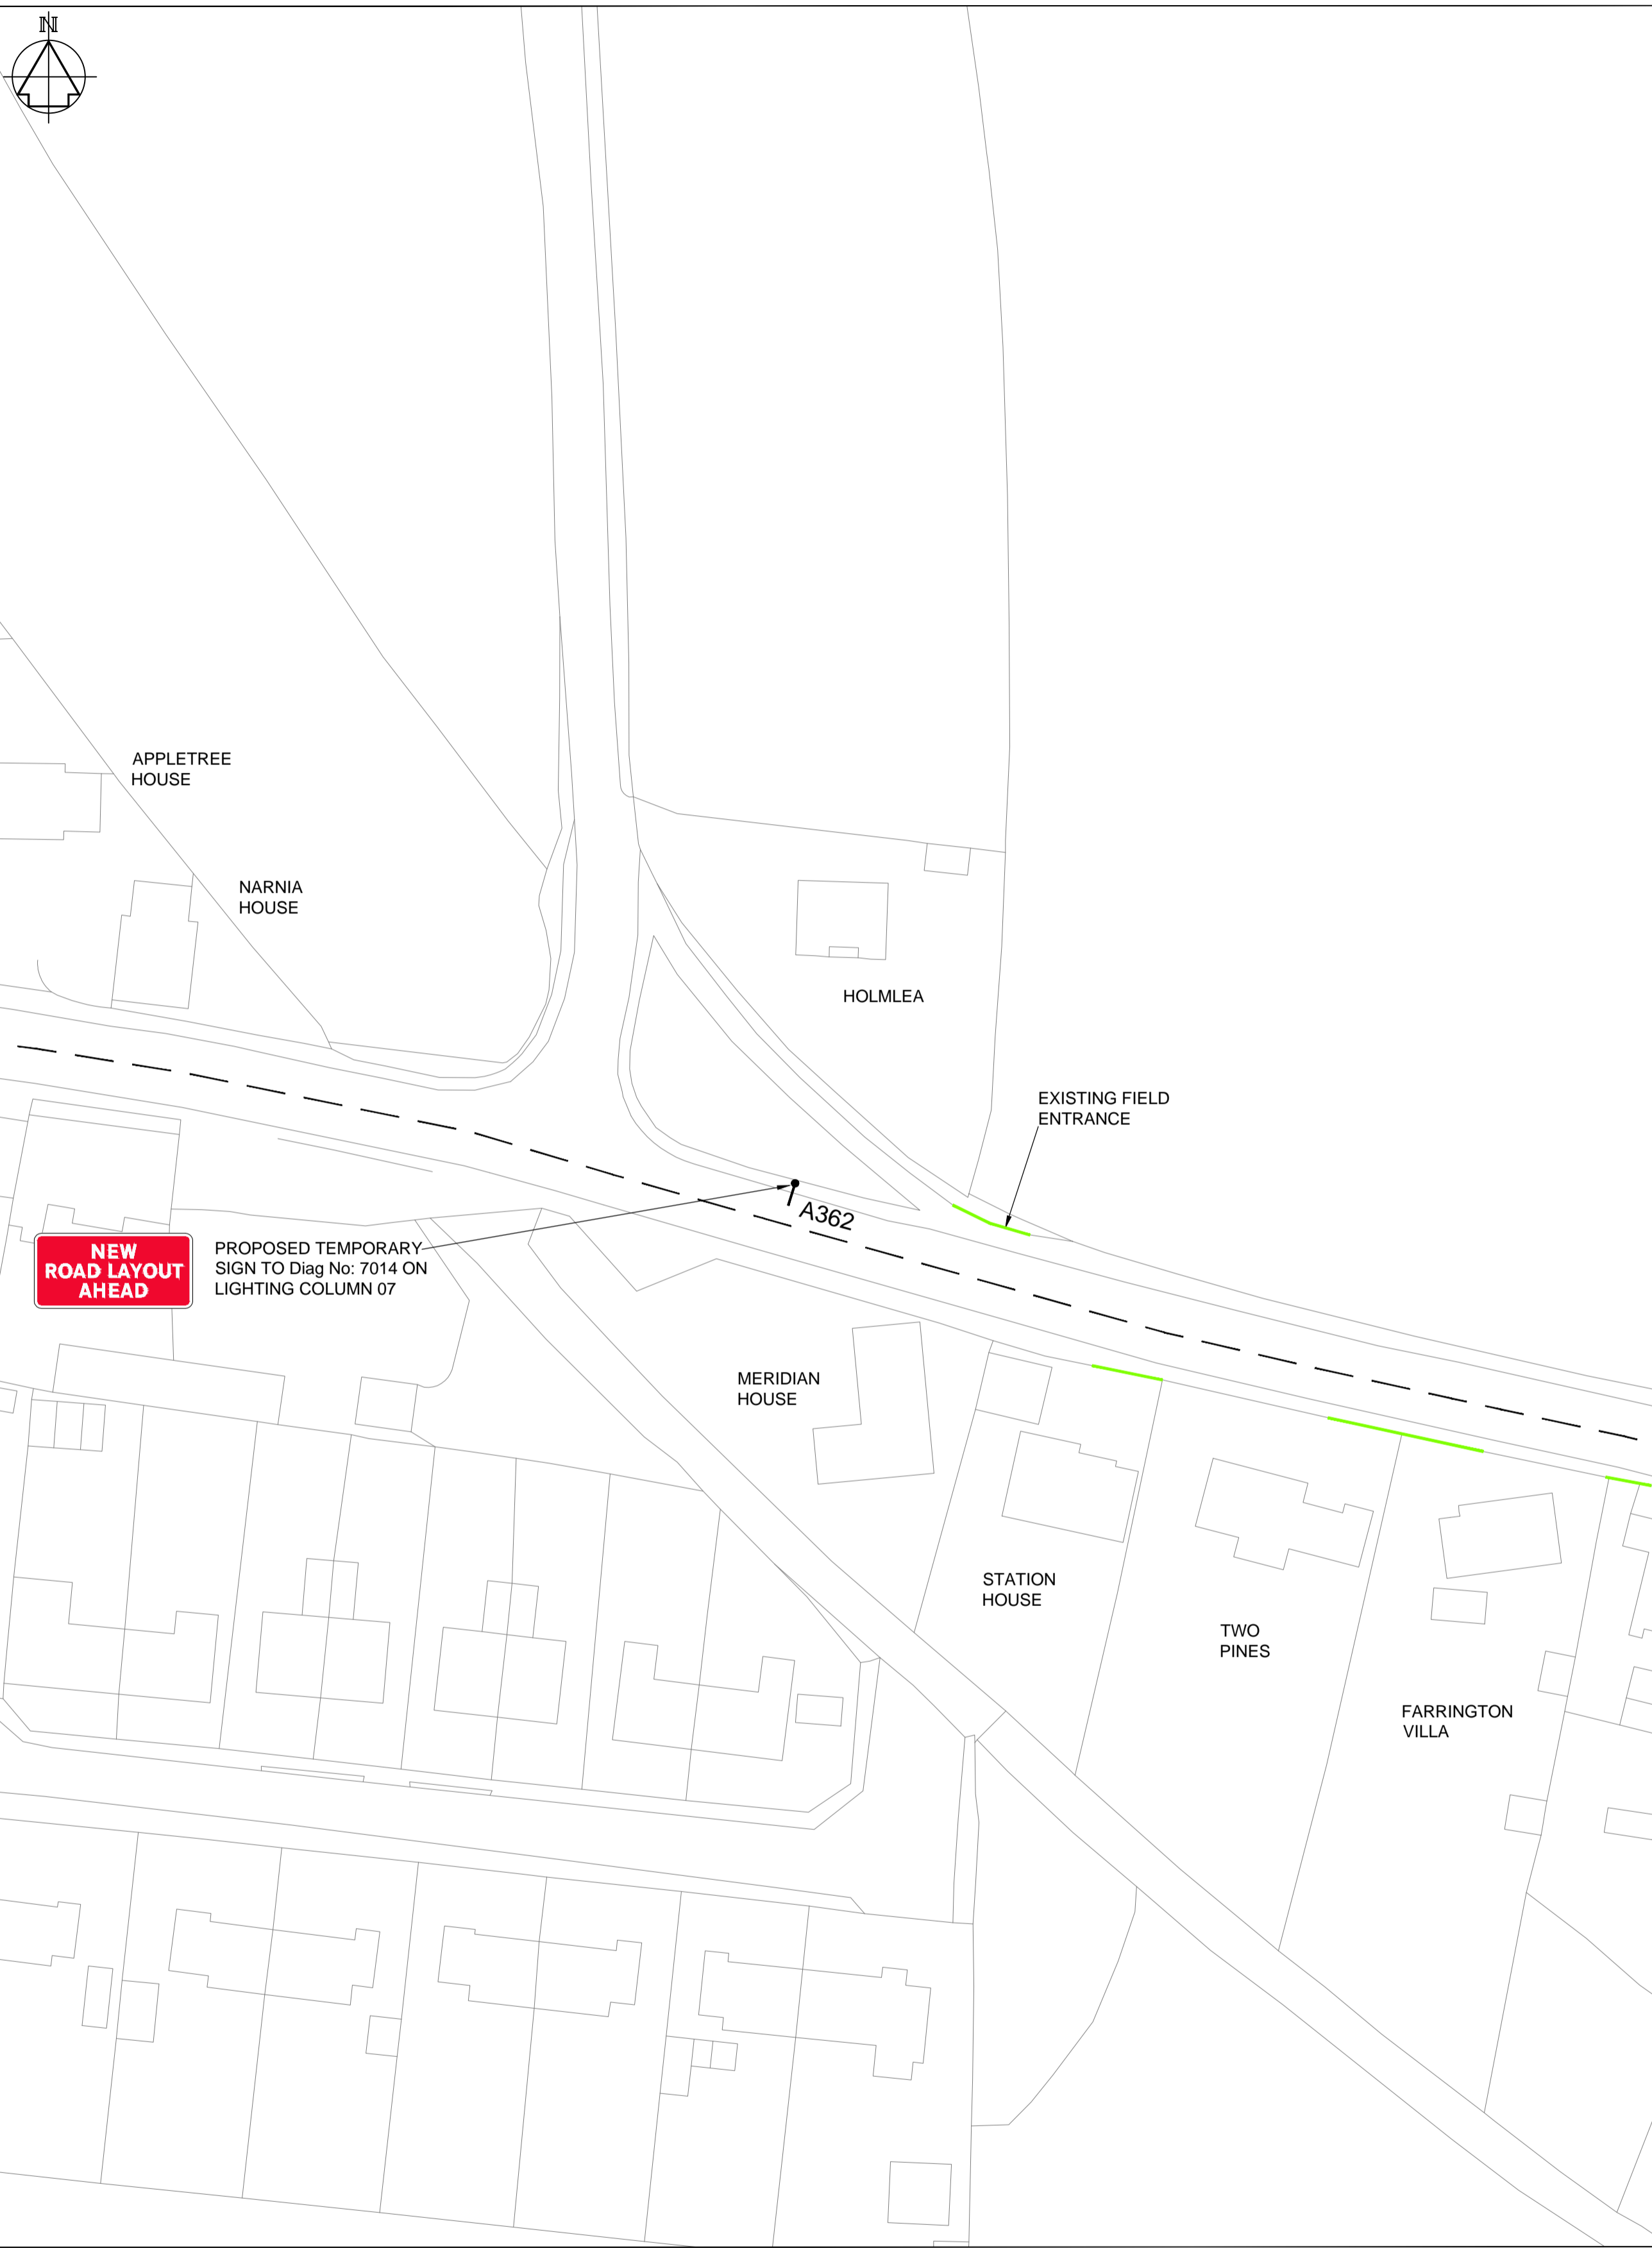 N
APPLETREE
HOUSE
NARNIA
HOUSE
HOLMLEA
EXISTING FIELD
ENTRANCE
A362
NEW
ROAD LAYOUT
AHEAD
PROPOSED TEMPORARY
SIGN TO Diag No: 7014 ON
LIGHTING COLUMN 07
MERIDIAN
HOUSE
STATION
HOUSE
TWO
PINES
FARRINGTON
VILLA